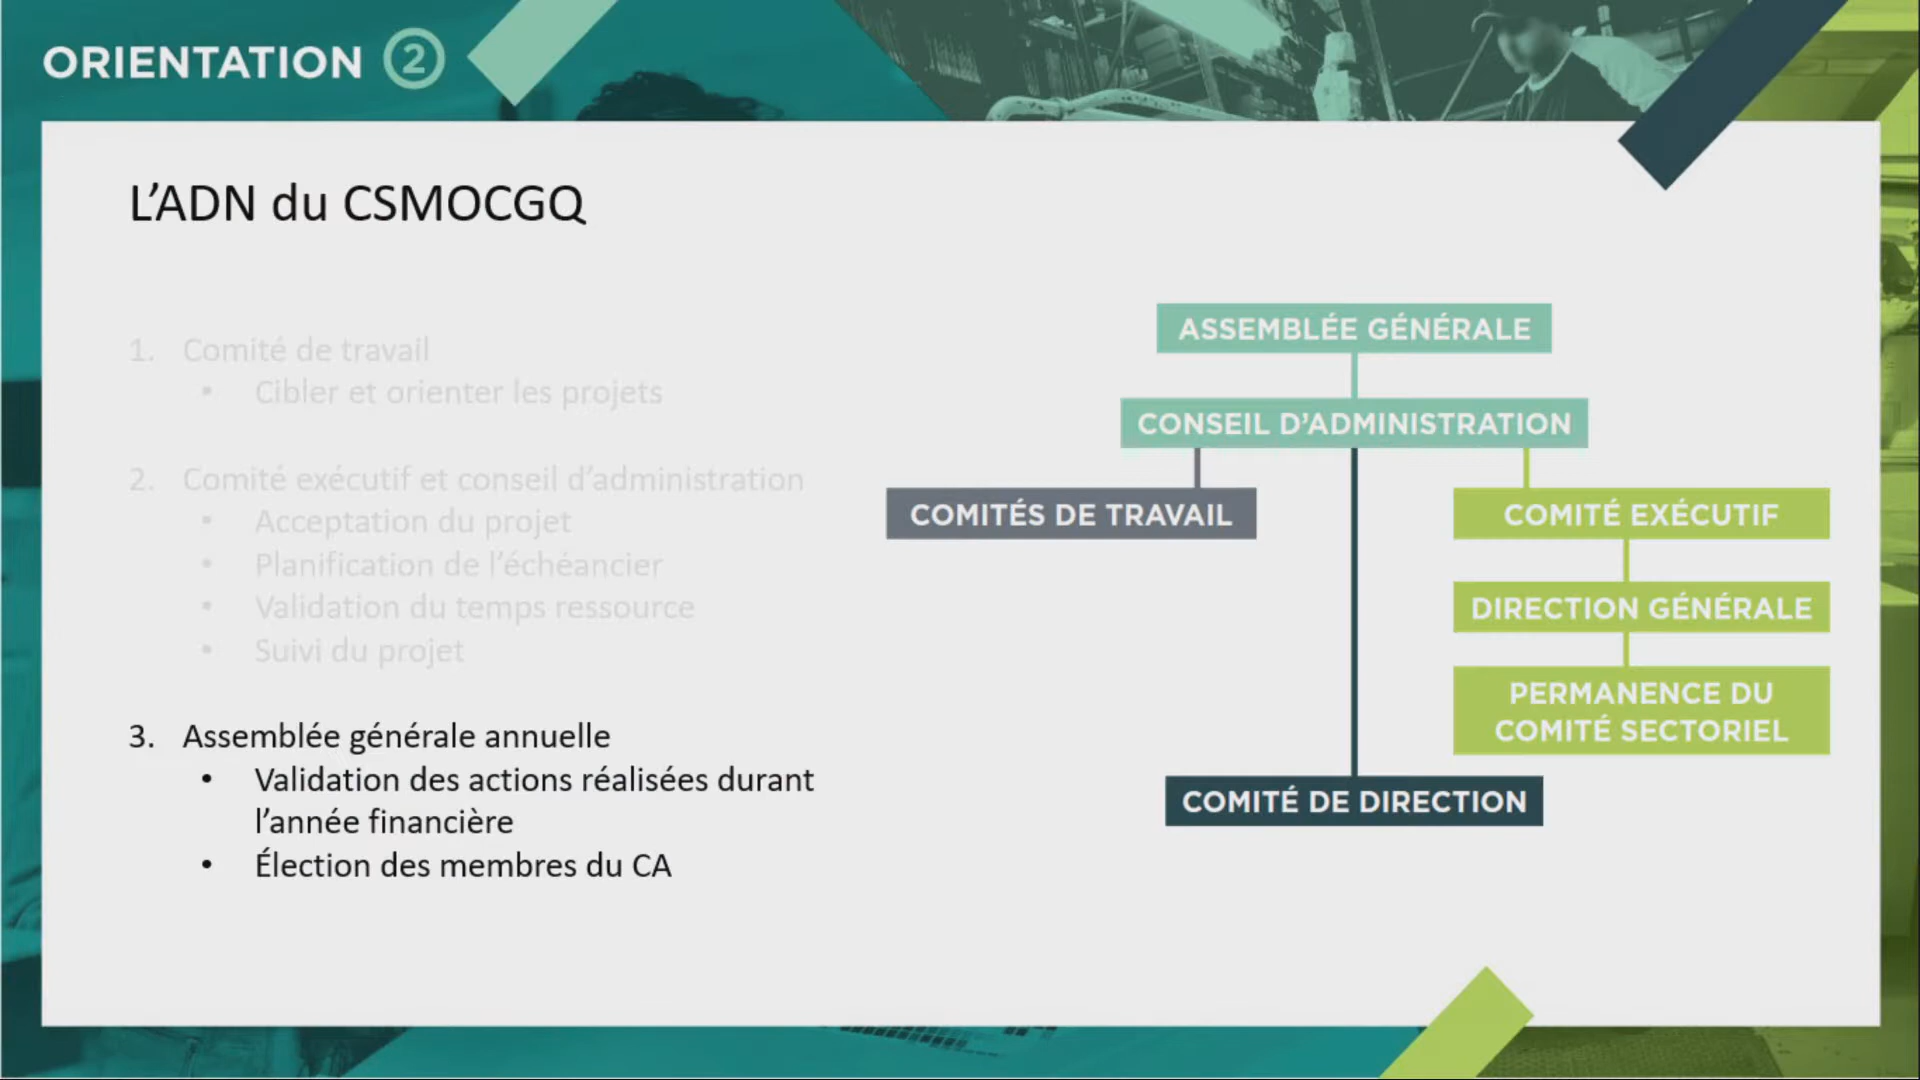 ORIENTATION 2
L’ADN du CSMOCGQ
1. Comité de travail
• Cibler et orienter les projets
2. Comité exécutif et conseil d’administration
• Acceptation du projet
• Planification de l’échéancier
• Validation du temps ressource
• Suivi du projet
3. Assemblée générale annuelle
• Validation des actions réalisées durant
l’année financière
• Élection des membres du CA
ASSEMBLÉE GÉNÉRALE
CONSEIL D’ADMINISTRATION
COMITÉS DE TRAVAIL
COMITÉ EXÉCUTIF
DIRECTION GÉNÉRALE
PERMANENCE DU
COMITÉ SECTORIEL
COMITÉ DE DIRECTION